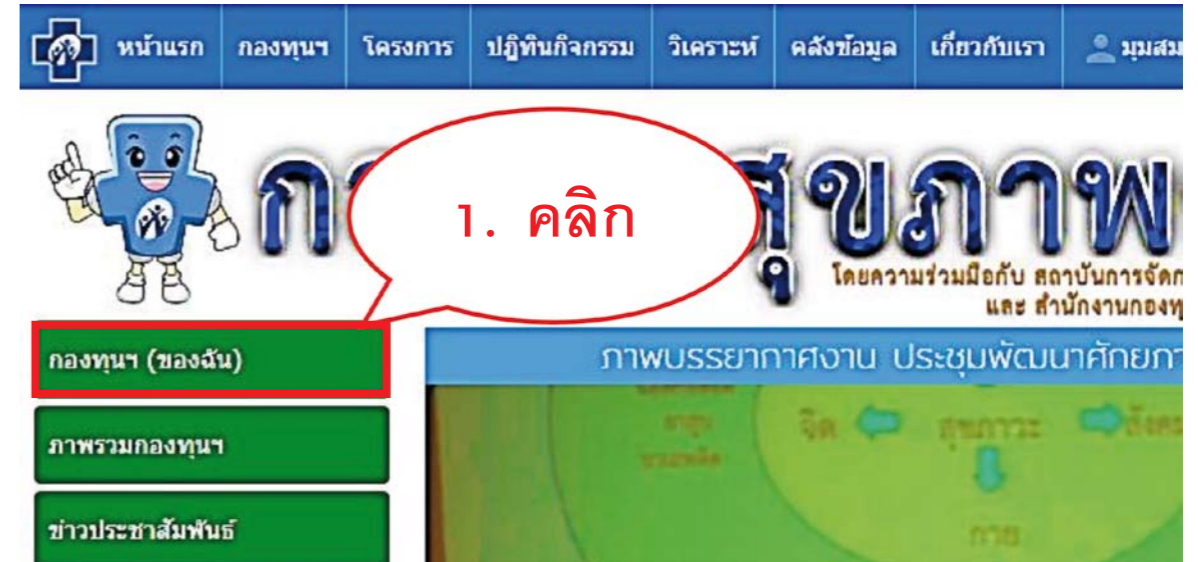 หน้าแรก กองทุนฯ โครงการ ปฏิทินกิจกรรม วิเคราะห์ คลังข้อมูล เกี่ยวกับเรา มุมสม
ก สุขภาพ
1. คลิก
โดยความร่วมมือกับ สถาบันการจัดก
และ สำนักงานกองทุ
กองทุนฯ (ของฉัน)
ภาพบรรยากาศงาน ประชุมพัฒนาศักยภา
ภาพรวมกองทุนฯ
ข่าวประชาสัมพันธ์
จิต สุขภาวะ สังคม
กาย